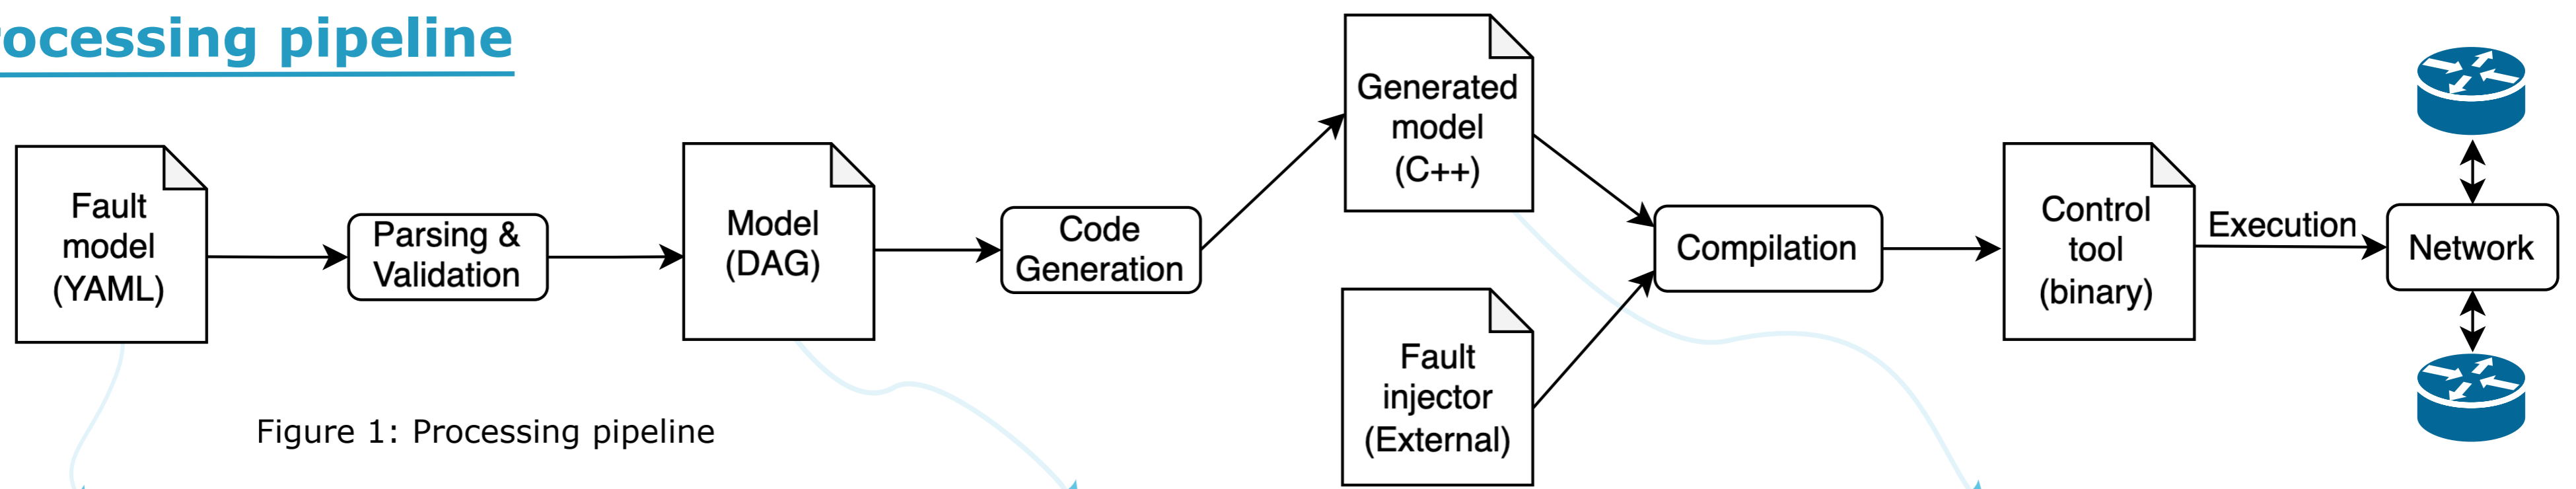 ocessing pipeline
Fault
model
(YAML)
Parsing &
Validation
Model
(DAG)
Code
Generation
Generated
model
(C++)
Fault
injector
(External)
Compilation
Control
tool
(binary)
Execution
Network
Figure 1: Processing pipeline